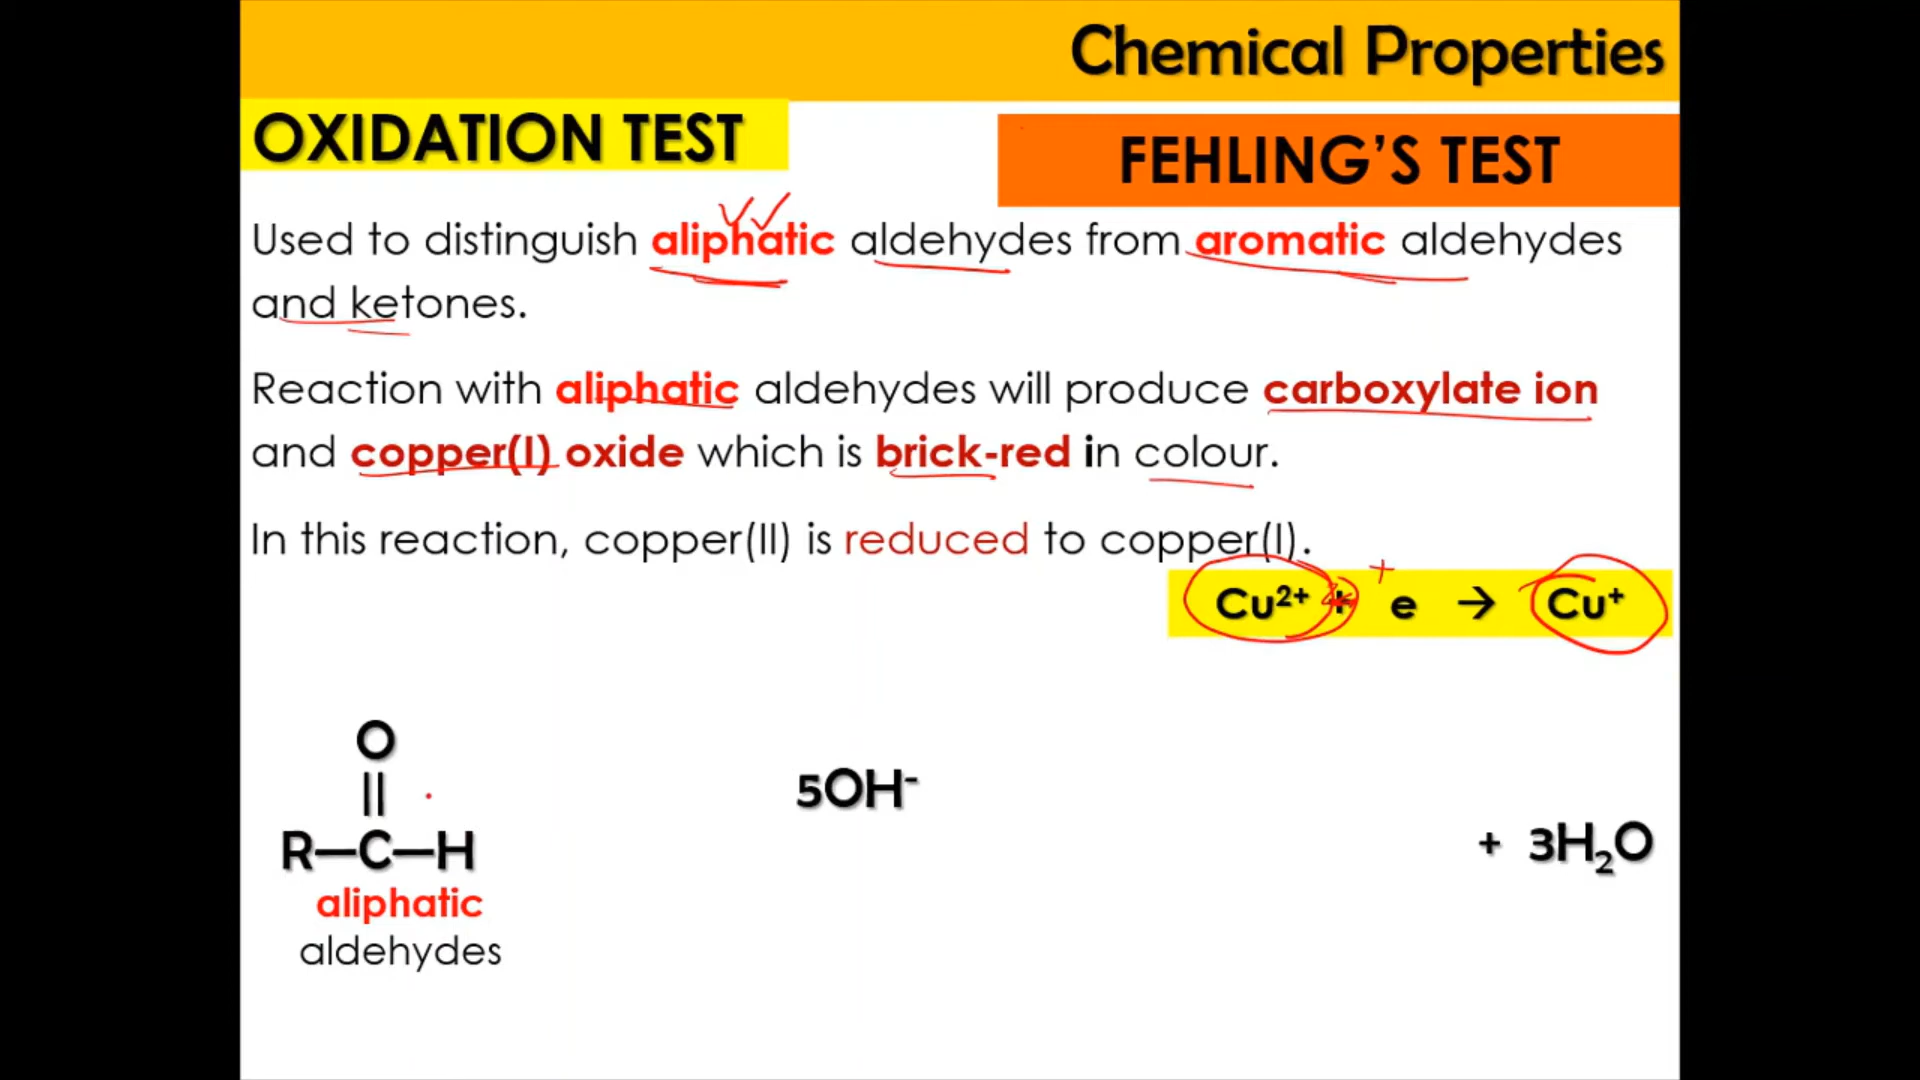 Chemical Properties
OXIDATION TEST
FEHLING’S TEST
Used to distinguish aliphatic aldehydes from aromatic aldehydes
and ketones.
Reaction with aliphatic aldehydes will produce carboxylate ion
and copper(I) oxide which is brick-red in colour.
In this reaction, copper(II) is reduced to copper(I).
+
Cu²⁺ + e → Cu⁺
O
||
R—C—H
5OH⁻
+ 3H₂O
aliphatic
aldehydes